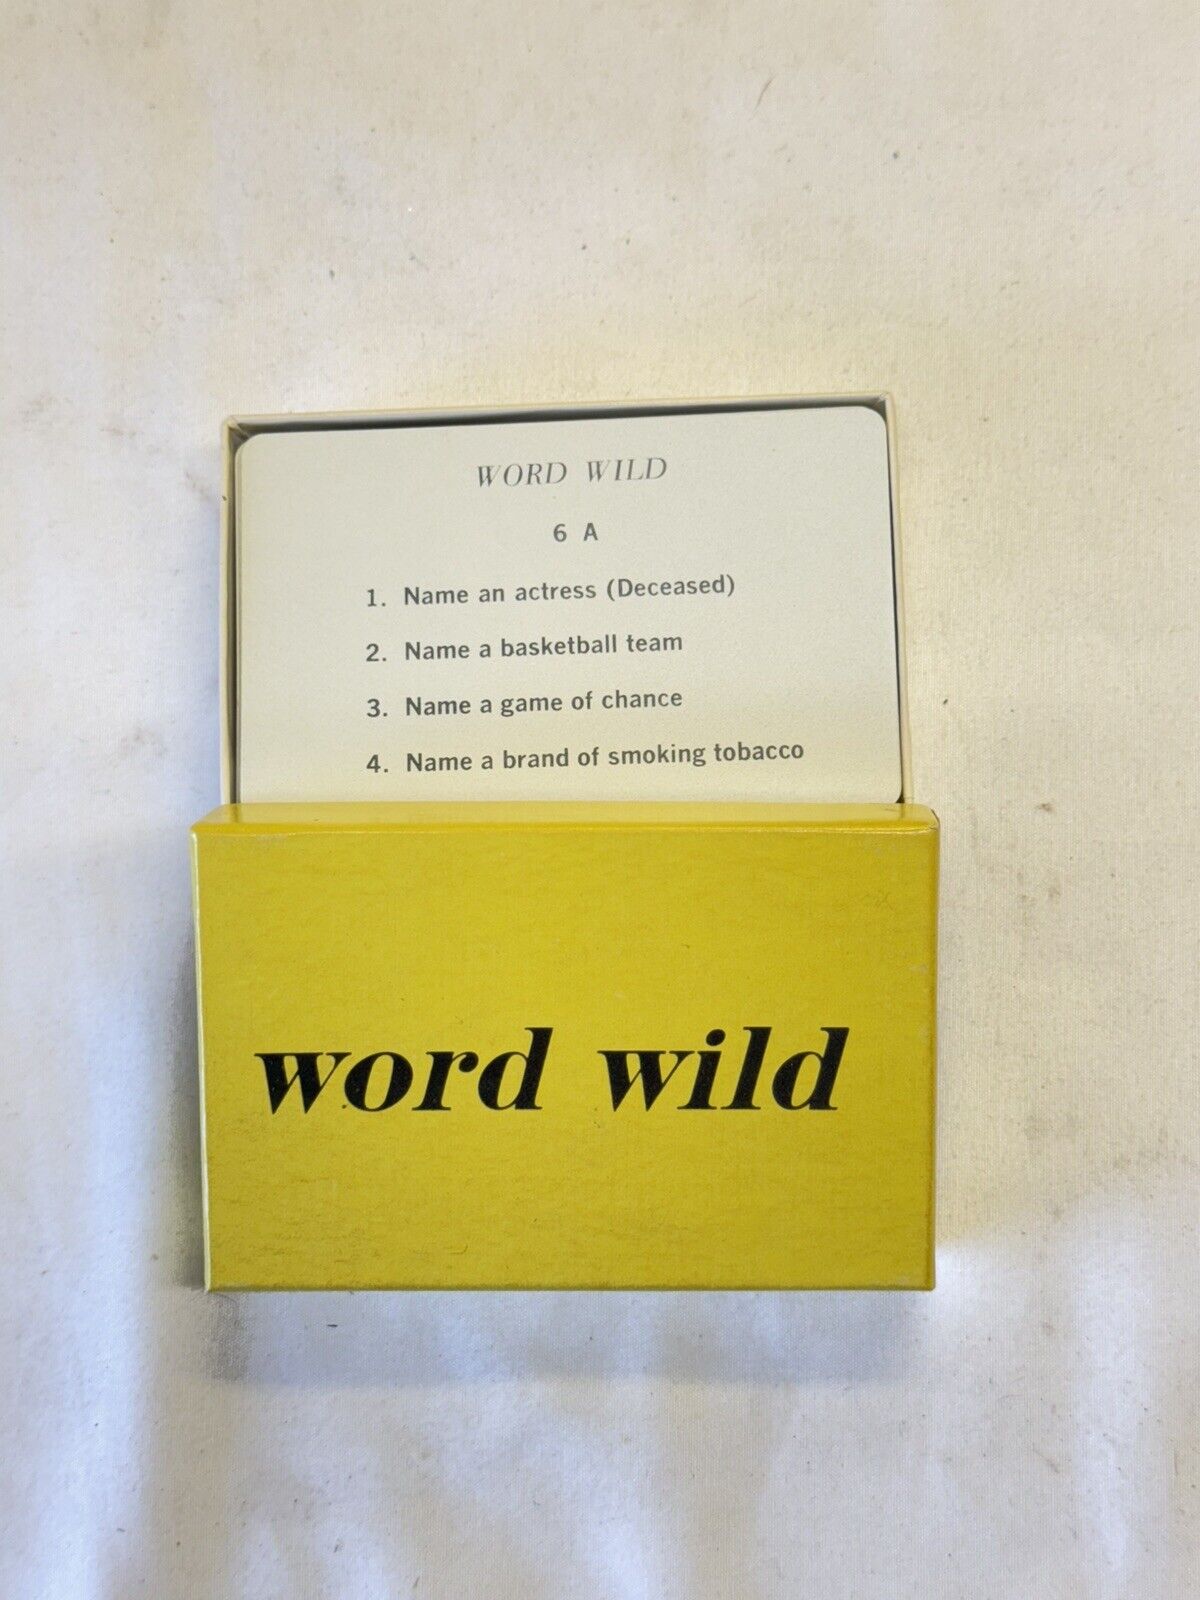 WORD WILD
6 A
1. Name an actress (Deceased)
2. Name a basketball team
3. Name a game of chance
4. Name a brand of smoking tobacco
word wild